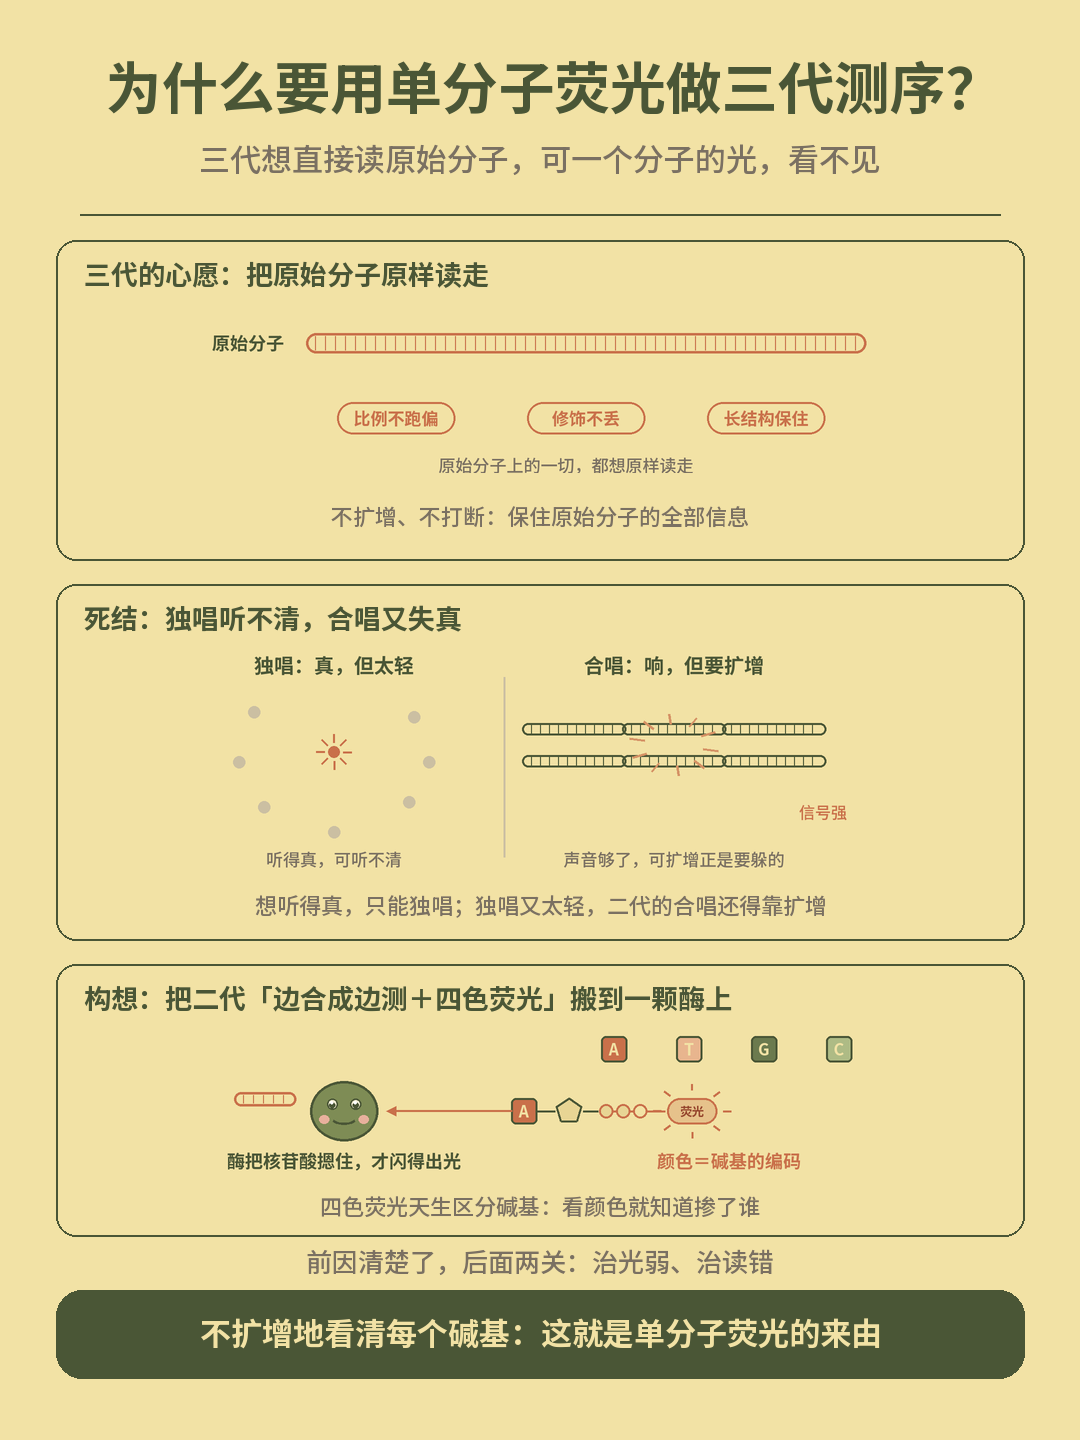 为什么要用单分子荧光做三代测序？
三代想直接读原始分子，可一个分子的光，看不见
三代的心愿：把原始分子原样读走
原始分子
比例不跑偏
修饰不丢
长结构保住
原始分子上的一切，都想原样读走
不扩增、不打断：保住原始分子的全部信息
死结：独唱听不清，合唱又失真
独唱：真，但太轻
合唱：响，但要扩增
信号强
听得真，可听不清
声音够了，可扩增正是要躲的
想听得真，只能独唱；独唱又太轻，二代的合唱还得靠扩增
构想：把二代「边合成边测＋四色荧光」搬到一颗酶上
A T G C
A
荧光
酶把核苷酸摁住，才闪得出光
颜色＝碱基的编码
四色荧光天生区分碱基：看颜色就知道掺了谁
前因清楚了，后面两关：治光弱、治读错
不扩增地看清每个碱基：这就是单分子荧光的来由